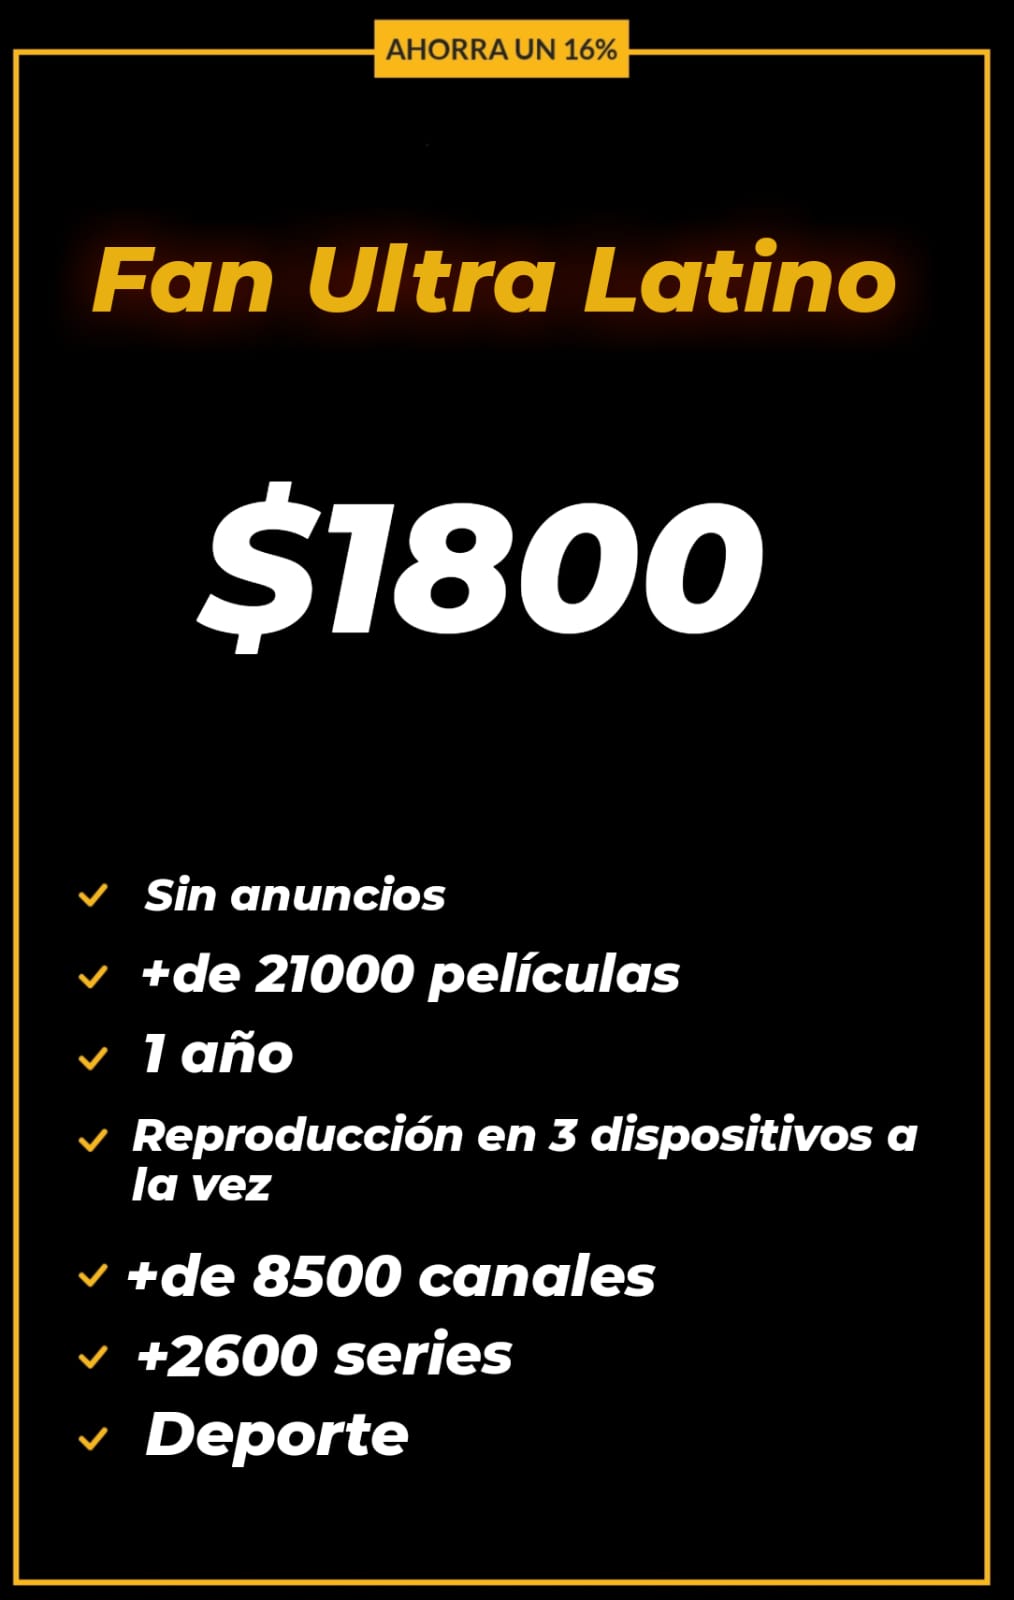 AHORRA UN 16%
Fan Ultra Latino
$1800
Sin anuncios
+de 21000 películas
1 año
Reproducción en 3 dispositivos a
la vez
+de 8500 canales
+2600 series
Deporte